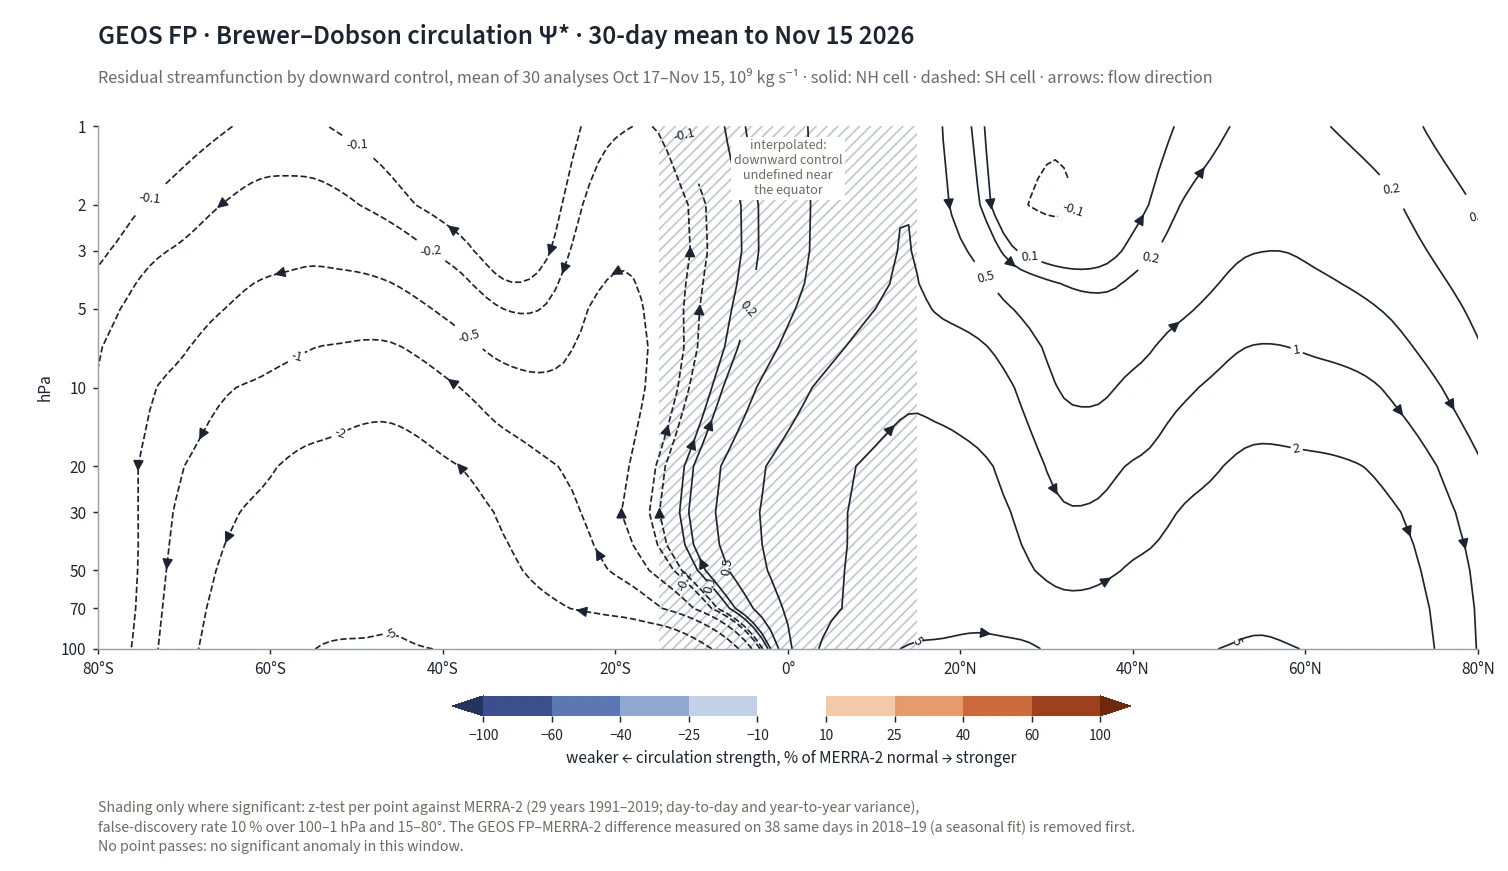 GEOS FP · Brewer–Dobson circulation Ψ* · 30-day mean to Nov 15 2026
Residual streamfunction by downward control, mean of 30 analyses Oct 17–Nov 15, 10⁹ kg s⁻¹ · solid: NH cell · dashed: SH cell · arrows: flow direction
interpolated:
downward control
undefined near
the equator
hPa
1
2
3
5
10
20
30
50
70
100
-0.1
-0.1
-0.1
-0.2
-0.5
-1
-2
-5
0.2
0.5
-0.1
0.1
0.2
0.5
0.2
1
2
5
5
80°S
60°S
40°S
20°S
0°
20°N
40°N
60°N
80°N
−100
−60
−40
−25
−10
10
25
40
60
100
weaker ← circulation strength, % of MERRA-2 normal → stronger
Shading only where significant: z-test per point against MERRA-2 (29 years 1991–2019; day-to-day and year-to-year variance),
false-discovery rate 10 % over 100–1 hPa and 15–80°. The GEOS FP–MERRA-2 difference measured on 38 same days in 2018–19 (a seasonal fit) is removed first.
No point passes: no significant anomaly in this window.